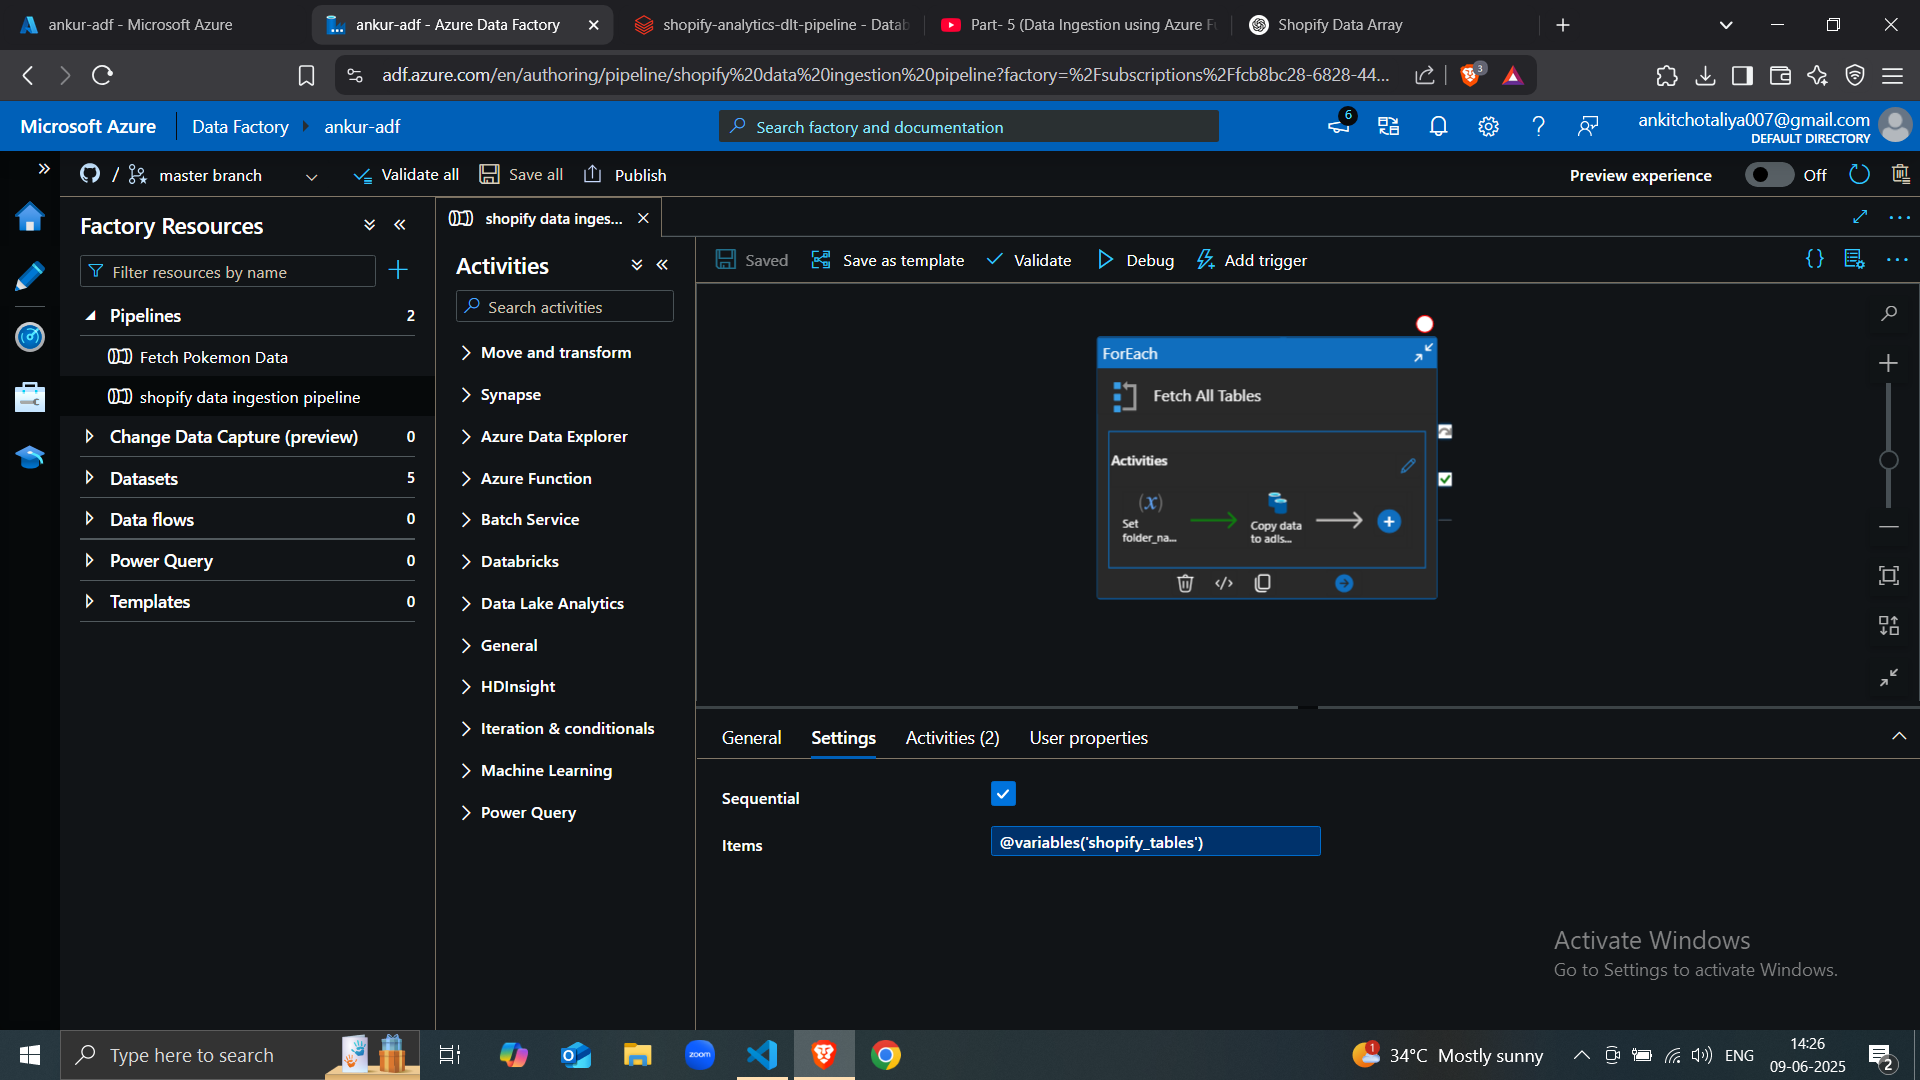 ankur-adf - Microsoft Azure
ankur-adf - Azure Data Factory
shopify-analytics-dlt-pipeline - Datab
Part- 5 (Data Ingestion using Azure Fu
Shopify Data Array
adf.azure.com/en/authoring/pipeline/shopify%20data%20ingestion%20pipeline?factory=%2Fsubscriptions%2Ffcb8bc28-6828-44...
3
Microsoft Azure
Data Factory
ankur-adf
Search factory and documentation
6
ankitchotaliya007@gmail.com
DEFAULT DIRECTORY
/
master branch
Validate all
Save all
Publish
Preview experience
Off
Factory Resources
Filter resources by name
Pipelines
2
Fetch Pokemon Data
shopify data ingestion pipeline
Change Data Capture (preview)
0
Datasets
5
Data flows
0
Power Query
0
Templates
0
shopify data inges...
Activities
Search activities
Move and transform
Synapse
Azure Data Explorer
Azure Function
Batch Service
Databricks
Data Lake Analytics
General
HDInsight
Iteration & conditionals
Machine Learning
Power Query
Saved
Save as template
Validate
Debug
Add trigger
{}
ForEach
Fetch All Tables
Activities
(x)
Set
folder_na...
Copy data
to adls...
</>
General
Settings
Activities (2)
User properties
Sequential
Items
@variables('shopify_tables')
Activate Windows
Go to Settings to activate Windows.
Type here to search
zoom
1
34°C Mostly sunny
ENG
14:26
09-06-2025
2